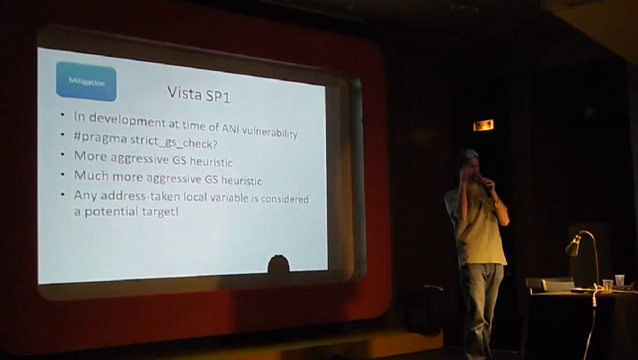 Mitigation
Vista SP1
• In development at time of ANI vulnerability
• #pragma strict_gs_check?
• More aggressive GS heuristic
• Much more aggressive GS heuristic
• Any address-taken local variable is considered
a potential target!